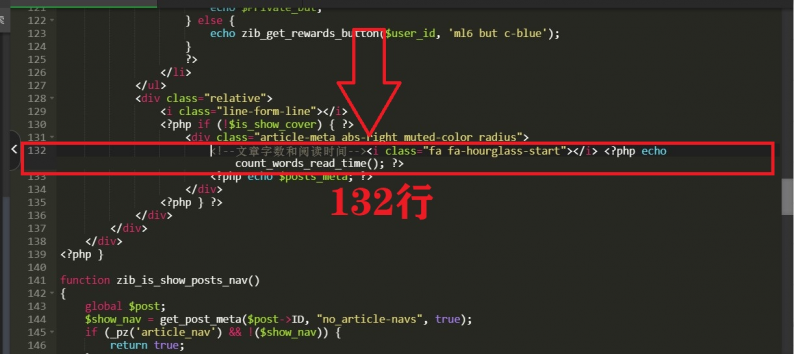 121 echo $Private_but;
122 } else {
123 echo zib_get_rewards_button($user_id, 'ml6 but c-blue');
124 }
125 ?>
126 </li>
127 </ul>
128 <div class="relative">
129 <i class="line-form-line"></i>
130 <?php if (!$is_show_cover) { ?>
131 <div class="article-meta abs-right muted-color radius">
132 <!--文章字数和阅读时间--><i class="fa fa-hourglass-start"></i> <?php echo
count_words_read_time(); ?>
133 <?php echo $posts_meta; ?>
134 </div>
135 <?php } ?>
136 </div>
137 </div>
138 </div>
139 <?php }
140
141 function zib_is_show_posts_nav()
142 {
143 global $post;
144 $show_nav = get_post_meta($post->ID, "no_article-navs", true);
145 if (_pz('article_nav') && !($show_nav)) {
146 return true;
132行